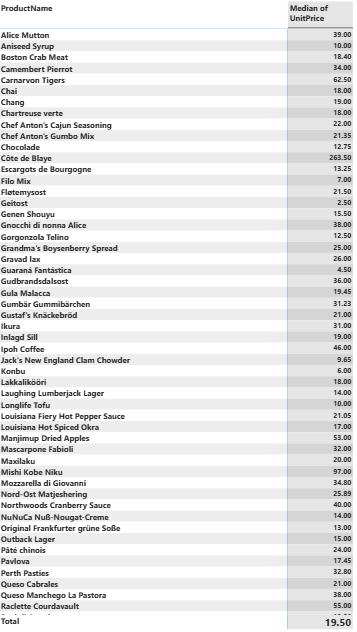 ProductName Median of
UnitPrice
Alice Mutton 39.00
Aniseed Syrup 10.00
Boston Crab Meat 18.40
Camembert Pierrot 34.00
Carnarvon Tigers 62.50
Chai 18.00
Chang 19.00
Chartreuse verte 18.00
Chef Anton's Cajun Seasoning 22.00
Chef Anton's Gumbo Mix 21.35
Chocolade 12.75
Côte de Blaye 263.50
Escargots de Bourgogne 13.25
Filo Mix 7.00
Fløtemysost 21.50
Geitost 2.50
Genen Shouyu 15.50
Gnocchi di nonna Alice 38.00
Gorgonzola Telino 12.50
Grandma's Boysenberry Spread 25.00
Gravad lax 26.00
Guaraná Fantástica 4.50
Gudbrandsdalsost 36.00
Gula Malacca 19.45
Gumbär Gummibärchen 31.23
Gustaf's Knäckebröd 21.00
Ikura 31.00
Inlagd Sill 19.00
Ipoh Coffee 46.00
Jack's New England Clam Chowder 9.65
Konbu 6.00
Lakkalikööri 18.00
Laughing Lumberjack Lager 14.00
Longlife Tofu 10.00
Louisiana Fiery Hot Pepper Sauce 21.05
Louisiana Hot Spiced Okra 17.00
Manjimup Dried Apples 53.00
Mascarpone Fabioli 32.00
Maxilaku 20.00
Mishi Kobe Niku 97.00
Mozzarella di Giovanni 34.80
Nord-Ost Matjeshering 25.89
Northwoods Cranberry Sauce 40.00
NuNuCa Nuß-Nougat-Creme 14.00
Original Frankfurter grüne Soße 13.00
Outback Lager 15.00
Pâté chinois 24.00
Pavlova 17.45
Perth Pasties 32.80
Queso Cabrales 21.00
Queso Manchego La Pastora 38.00
Raclette Courdavault 55.00
Total 19.50